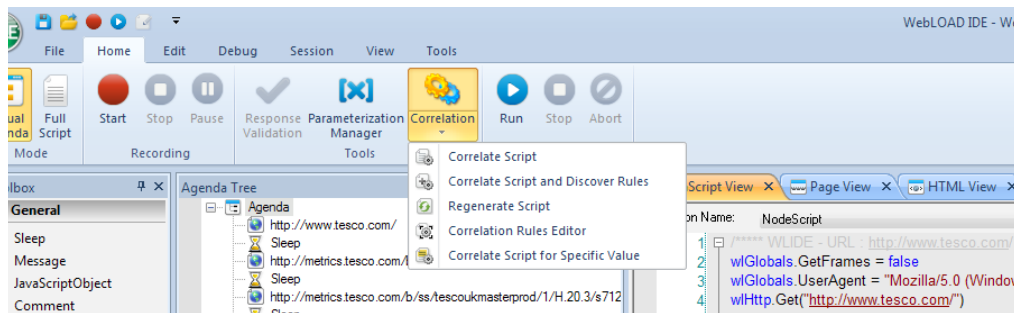 WebLOAD IDE - W
File Home Edit Debug Session View Tools
Full Script
Start Stop Pause
Response Validation
Parameterization Manager
Correlation
Run Stop Abort
Mode Recording Tools
Correlate Script
Correlate Script and Discover Rules
Regenerate Script
Correlation Rules Editor
Correlate Script for Specific Value
General
Sleep
Message
JavaScriptObject
Comment
Agenda Tree
Agenda
http://www.tesco.com/
Sleep
http://metrics.tesco.com/
Sleep
http://metrics.tesco.com/b/ss/tescoukmasterprod/1/H.20.3/s712
Script View Page View HTML View
Name: NodeScript
1 /***** WLIDE - URL : http://www.tesco.com/
2 wlGlobals.GetFrames = false
3 wlGlobals.UserAgent = "Mozilla/5.0 (Window
4 wlHttp.Get("http://www.tesco.com/")